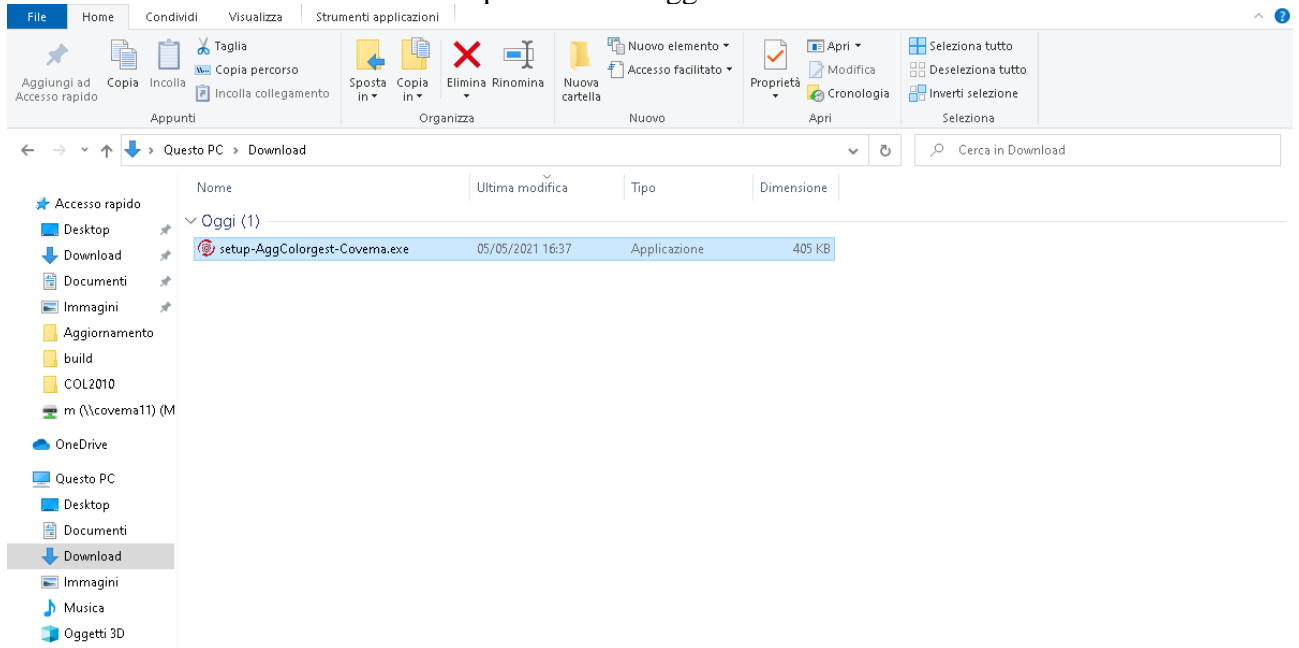 File Home Condividi Visualizza Strumenti applicazioni
Aggiungi ad Accesso rapido
Copia
Incolla
Taglia
Copia percorso
Incolla collegamento
Appunti
Sposta in
Copia in
Elimina
Rinomina
Organizza
Nuova cartella
Nuovo elemento
Accesso facilitato
Nuovo
Proprietà
Apri
Modifica
Cronologia
Apri
Seleziona tutto
Deseleziona tutto
Inverti selezione
Seleziona
Questo PC > Download
Cerca in Download
Nome Ultima modifica Tipo Dimensione
Oggi (1)
setup-AggColorgest-Covema.exe 05/05/2021 16:37 Applicazione 405 KB
Accesso rapido
Desktop
Download
Documenti
Immagini
Aggiornamento
build
COL2010
m (\\covema11) (M
OneDrive
Questo PC
Desktop
Documenti
Download
Immagini
Musica
Oggetti 3D